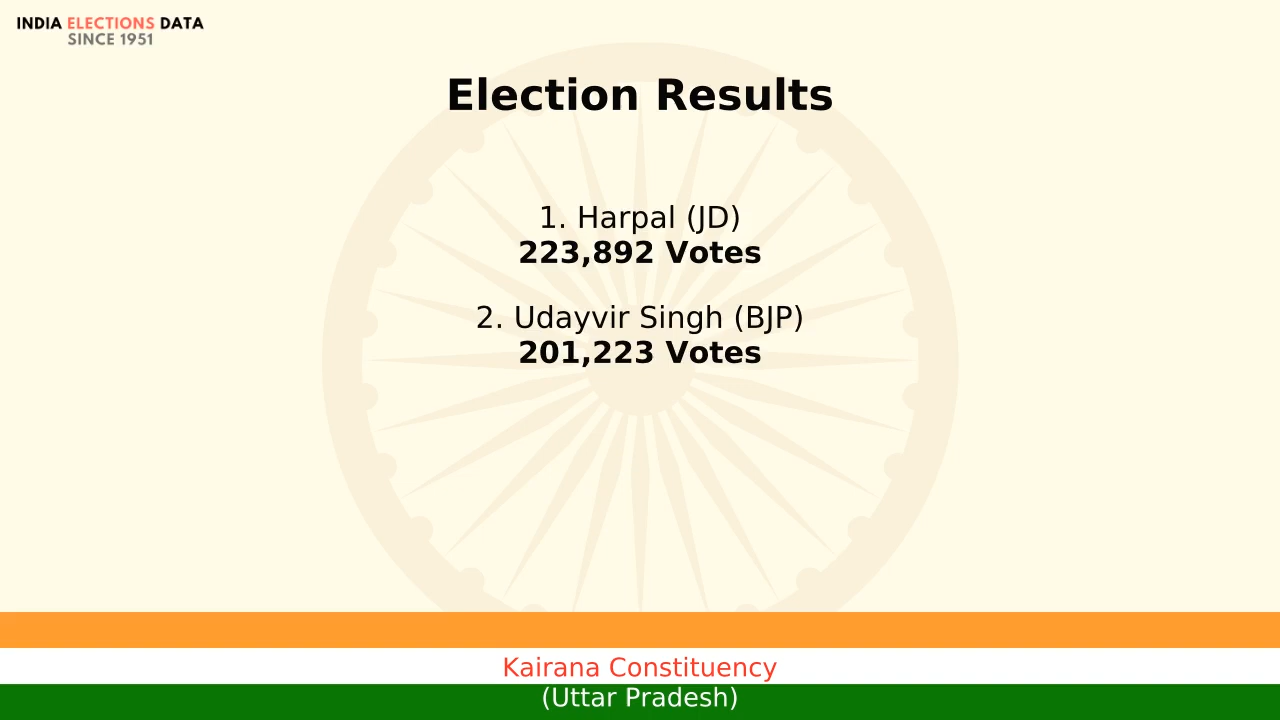 INDIA ELECTIONS DATA
SINCE 1951
Election Results
1. Harpal (JD)
223,892 Votes
2. Udayvir Singh (BJP)
201,223 Votes
Kairana Constituency
(Uttar Pradesh)